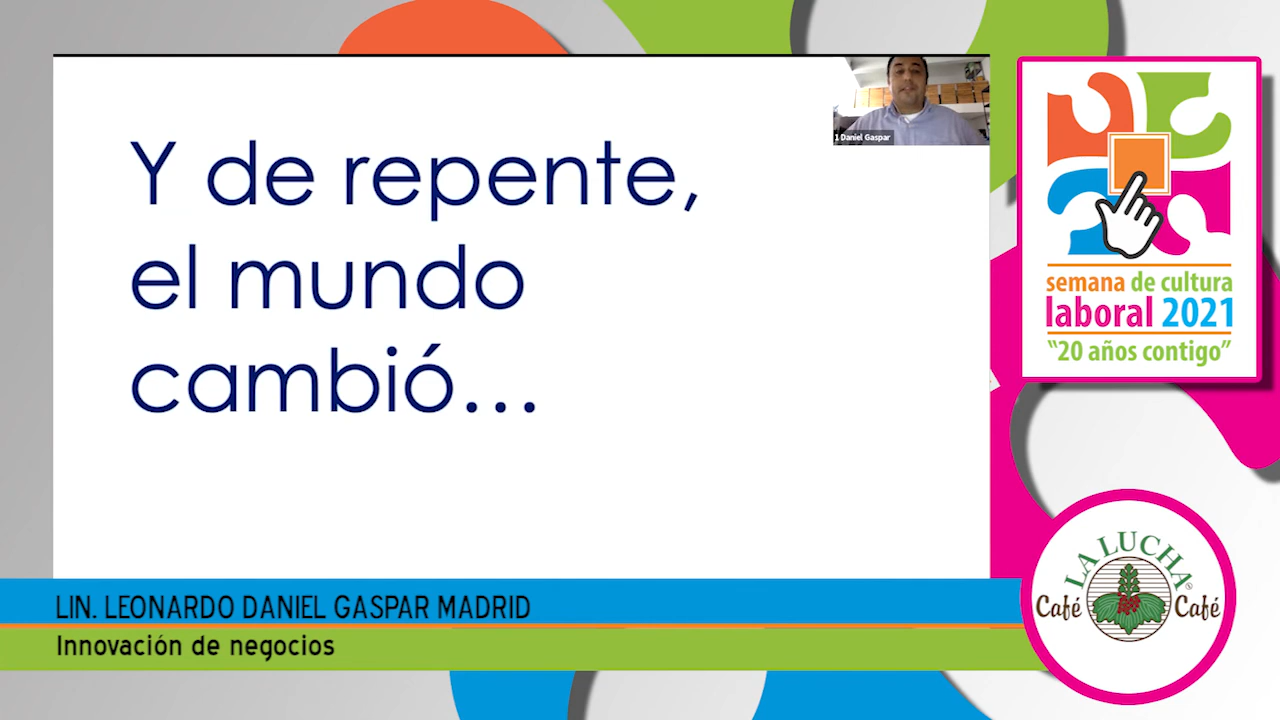 Y de repente,
el mundo
cambió...
1 Daniel Gaspar
semana de cultura
laboral 2021
"20 años contigo"
LA LUCHA®
Café Café
LIN. LEONARDO DANIEL GASPAR MADRID
Innovación de negocios